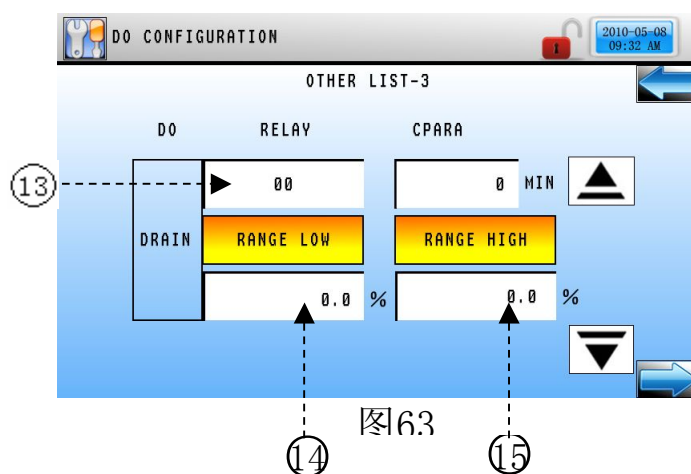 DO CONFIGURATION
1
2010-05-08
09:32 AM
OTHER LIST-3
DO RELAY CPARA
⑬ 00 0 MIN
DRAIN RANGE LOW RANGE HIGH
0.0 % 0.0 %
图63
⑭ ⑮